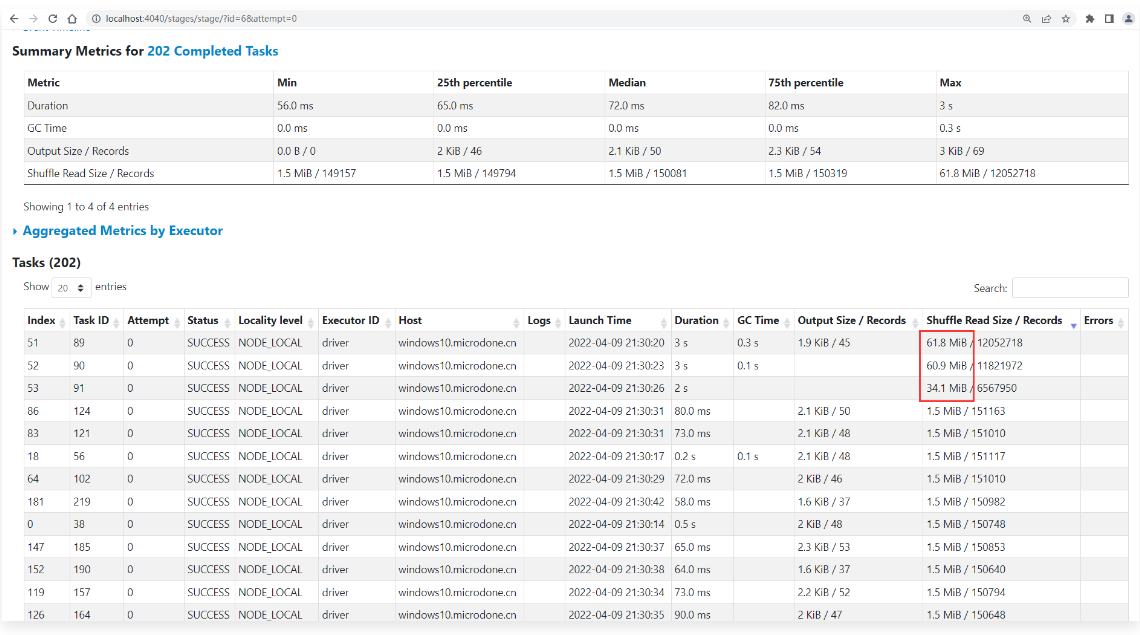 localhost:4040/stages/stage/?id=6&attempt=0
Summary Metrics for 202 Completed Tasks
Metric Min 25th percentile Median 75th percentile Max
Duration 56.0 ms 65.0 ms 72.0 ms 82.0 ms 3 s
GC Time 0.0 ms 0.0 ms 0.0 ms 0.0 ms 0.3 s
Output Size / Records 0.0 B / 0 2 KiB / 46 2.1 KiB / 50 2.3 KiB / 54 3 KiB / 69
Shuffle Read Size / Records 1.5 MiB / 149157 1.5 MiB / 149794 1.5 MiB / 150081 1.5 MiB / 150319 61.8 MiB / 12052718
Showing 1 to 4 of 4 entries
Aggregated Metrics by Executor
Tasks (202)
Show 20 entries Search:
Index Task ID Attempt Status Locality level Executor ID Host Logs Launch Time Duration GC Time Output Size / Records Shuffle Read Size / Records Errors
51 89 0 SUCCESS NODE_LOCAL driver windows10.microdone.cn 2022-04-09 21:30:20 3 s 0.3 s 1.9 KiB / 45 61.8 MiB / 12052718
52 90 0 SUCCESS NODE_LOCAL driver windows10.microdone.cn 2022-04-09 21:30:23 3 s 0.1 s 60.9 MiB / 11821972
53 91 0 SUCCESS NODE_LOCAL driver windows10.microdone.cn 2022-04-09 21:30:26 2 s 34.1 MiB / 6567950
86 124 0 SUCCESS NODE_LOCAL driver windows10.microdone.cn 2022-04-09 21:30:31 80.0 ms 2.1 KiB / 50 1.5 MiB / 151163
83 121 0 SUCCESS NODE_LOCAL driver windows10.microdone.cn 2022-04-09 21:30:31 73.0 ms 2.1 KiB / 48 1.5 MiB / 151010
18 56 0 SUCCESS NODE_LOCAL driver windows10.microdone.cn 2022-04-09 21:30:17 0.2 s 0.1 s 2.1 KiB / 48 1.5 MiB / 151117
64 102 0 SUCCESS NODE_LOCAL driver windows10.microdone.cn 2022-04-09 21:30:29 72.0 ms 2 KiB / 46 1.5 MiB / 151010
181 219 0 SUCCESS NODE_LOCAL driver windows10.microdone.cn 2022-04-09 21:30:42 58.0 ms 1.6 KiB / 37 1.5 MiB / 150982
0 38 0 SUCCESS NODE_LOCAL driver windows10.microdone.cn 2022-04-09 21:30:14 0.5 s 2 KiB / 48 1.5 MiB / 150748
147 185 0 SUCCESS NODE_LOCAL driver windows10.microdone.cn 2022-04-09 21:30:37 65.0 ms 2.3 KiB / 53 1.5 MiB / 150853
152 190 0 SUCCESS NODE_LOCAL driver windows10.microdone.cn 2022-04-09 21:30:38 64.0 ms 1.6 KiB / 37 1.5 MiB / 150640
119 157 0 SUCCESS NODE_LOCAL driver windows10.microdone.cn 2022-04-09 21:30:34 73.0 ms 2.2 KiB / 52 1.5 MiB / 150794
126 164 0 SUCCESS NODE_LOCAL driver windows10.microdone.cn 2022-04-09 21:30:35 90.0 ms 2 KiB / 47 1.5 MiB / 150648